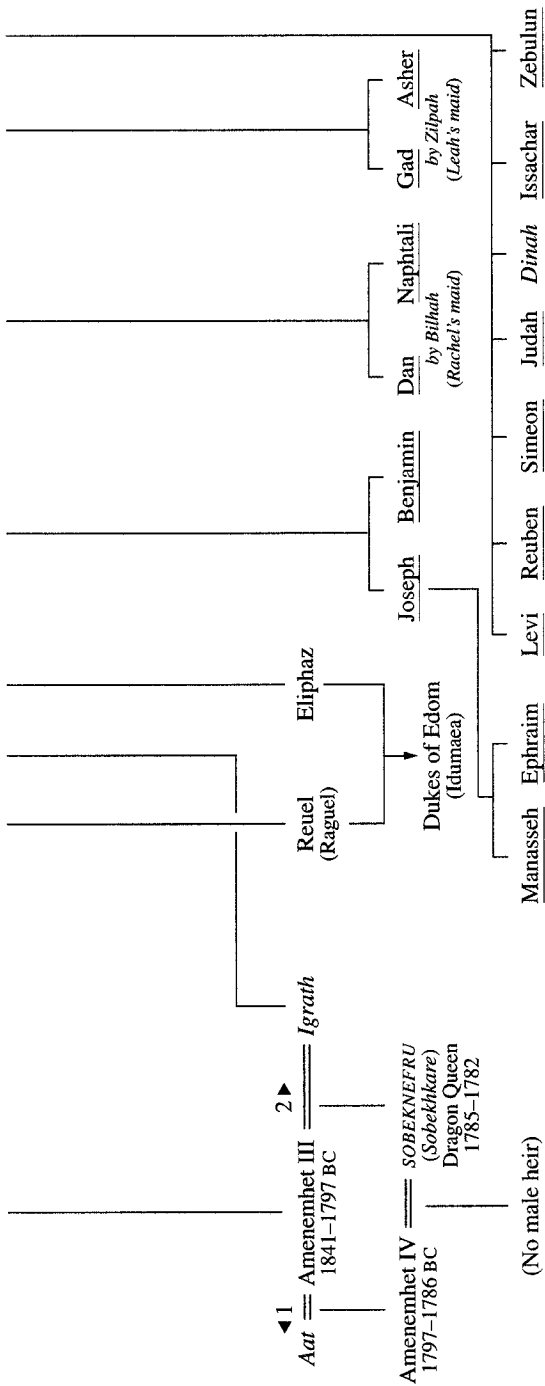 ◄ 1 2 ►
Aat = Amenemhet III = Igrath
1841–1797 BC
Reuel
(Raguel)
Eliphaz
Amenemhet IV = SOBEKNEFRU
1797–1786 BC
(Sobekhkare)
Dragon Queen
1785–1782
(No male heir)
Dukes of Edom
(Idumaea)
Joseph Benjamin
Dan Naphtali
by Bilhah
(Rachel's maid)
Gad Asher
by Zilpah
(Leah's maid)
Manasseh Ephraim Levi Reuben Simeon Judah Dinah Issachar Zebulun